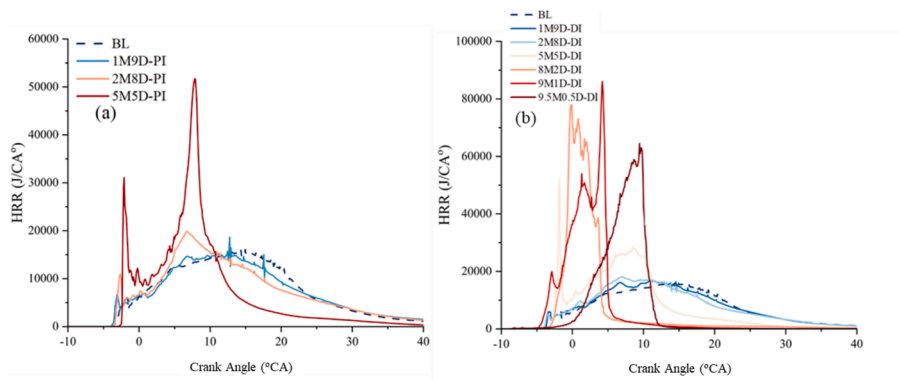 (a)
BL
1M9D-PI
2M8D-PI
5M5D-PI
HRR (J/CA°)
60000
50000
40000
30000
20000
10000
0
-10 0 10 20 30 40
Crank Angle (°CA)
(b)
BL
1M9D-DI
2M8D-DI
5M5D-DI
8M2D-DI
9M1D-DI
9.5M0.5D-DI
HRR (J/CA°)
100000
80000
60000
40000
20000
0
-10 0 10 20 30 40
Crank Angle (°CA)